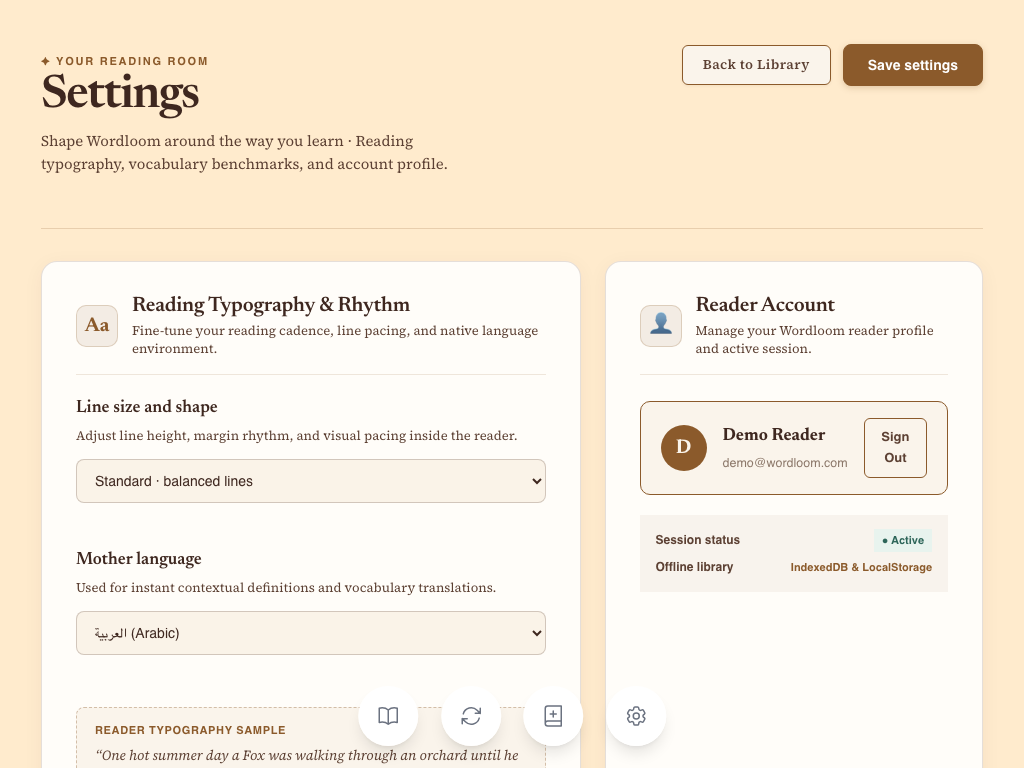 ✦ YOUR READING ROOM
Settings
Shape Wordloom around the way you learn · Reading
typography, vocabulary benchmarks, and account profile.
Back to Library
Save settings
Aa
Reading Typography & Rhythm
Fine-tune your reading cadence, line pacing, and native language
environment.
Line size and shape
Adjust line height, margin rhythm, and visual pacing inside the reader.
Standard · balanced lines
Mother language
Used for instant contextual definitions and vocabulary translations.
العربية (Arabic)
READER TYPOGRAPHY SAMPLE
“One hot summer day a Fox was walking through an orchard until he
Reader Account
Manage your Wordloom reader profile
and active session.
D
Demo Reader
demo@wordloom.com
Sign
Out
Session status
● Active
Offline library
IndexedDB & LocalStorage